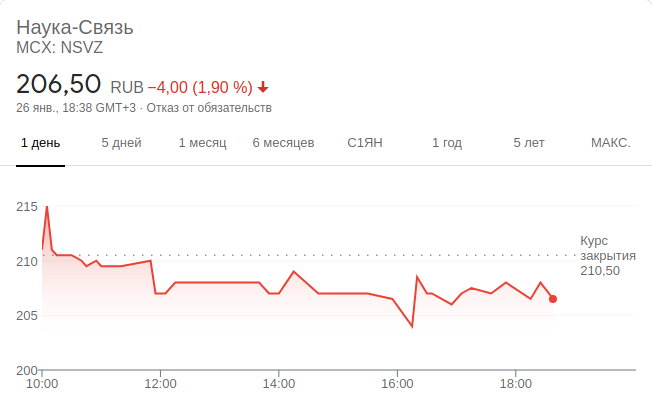 Наука-Связь
MCX: NSVZ
206,50 RUB −4,00 (1,90 %)
26 янв., 18:38 GMT+3 · Отказ от обязательств
1 день 5 дней 1 месяц 6 месяцев С1ЯН 1 год 5 лет МАКС.
215
210
205
200
Курс
закрытия
210,50
10:00 12:00 14:00 16:00 18:00